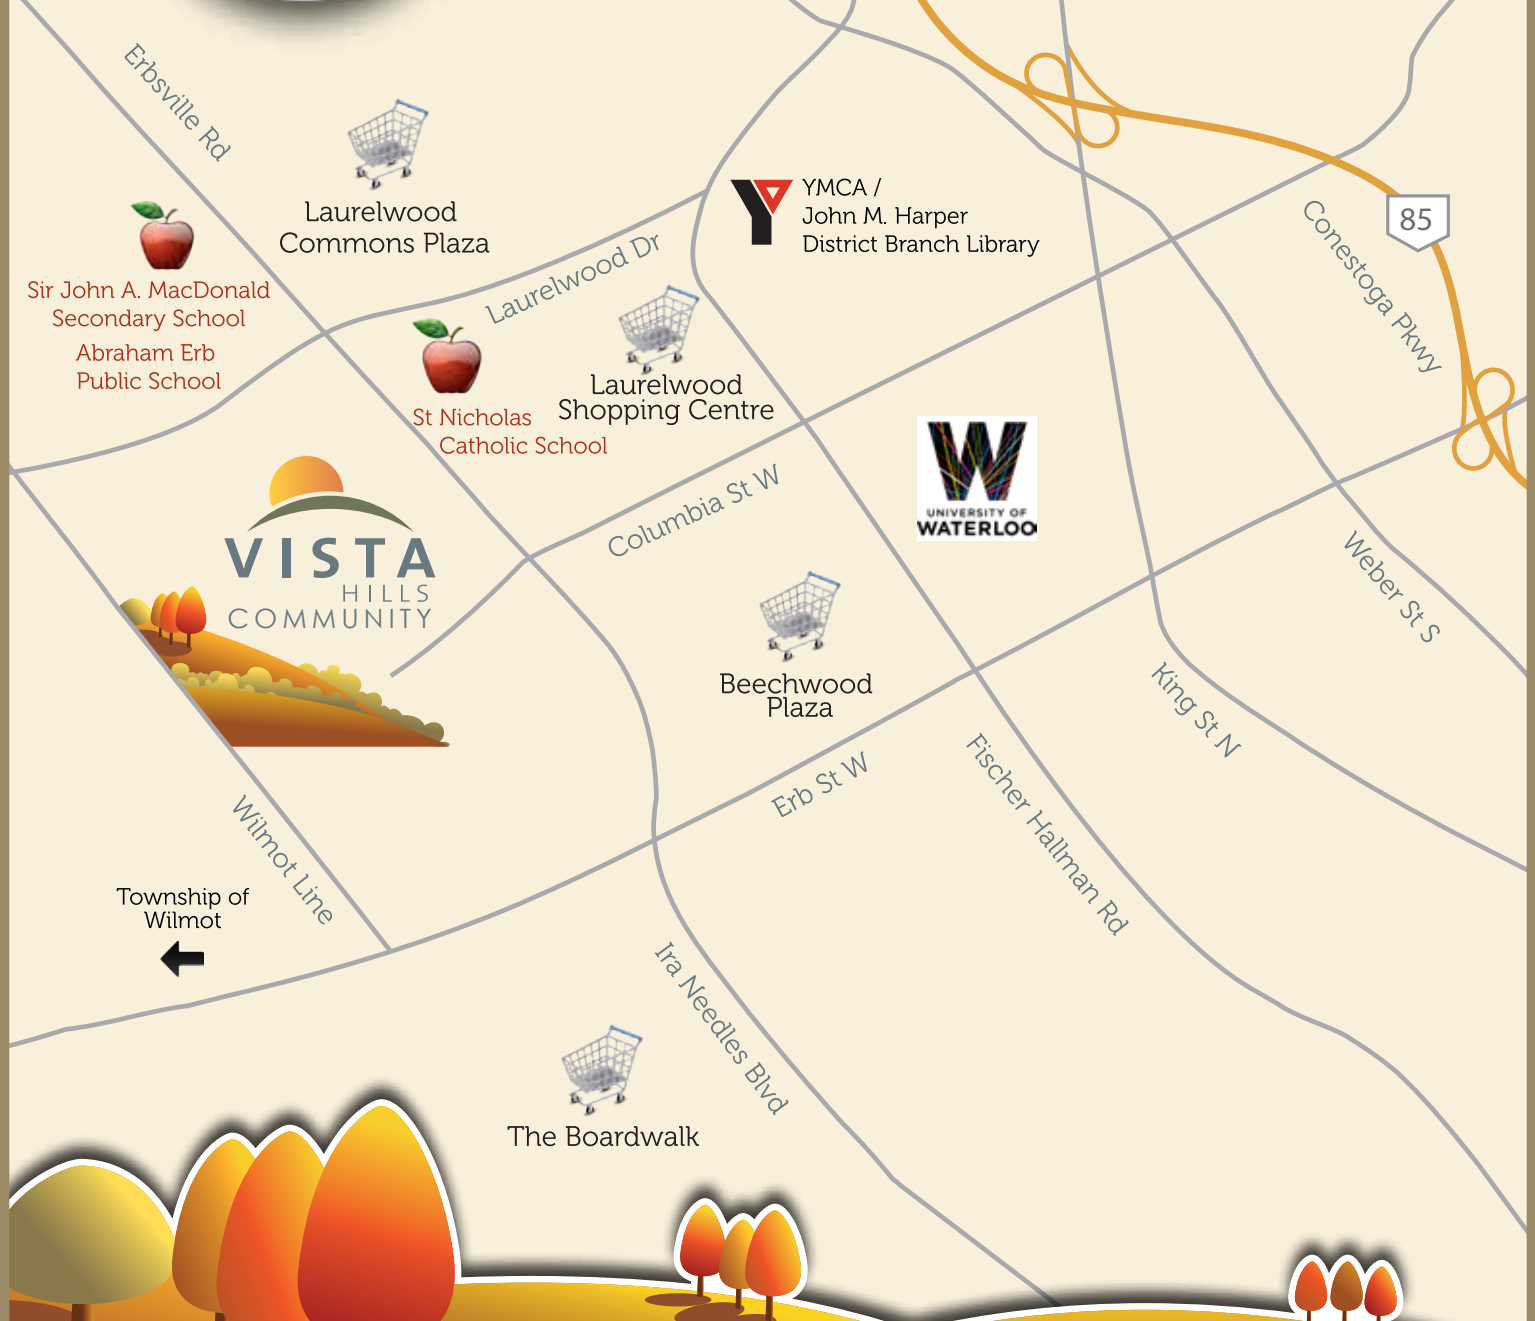 Erbsville Rd
Laurelwood
Commons Plaza
YMCA /
John M. Harper
District Branch Library
85
Conestoga Pkwy
Sir John A. MacDonald
Secondary School
Abraham Erb
Public School
Laurelwood Dr
Laurelwood
Shopping Centre
St Nicholas
Catholic School
Columbia St W
W
UNIVERSITY OF
WATERLOO
VISTA
HILLS
COMMUNITY
Weber St S
Beechwood
Plaza
King St N
Erb St W
Fischer Hallman Rd
Wilmot Line
Township of
Wilmot
Ira Needles Blvd
The Boardwalk